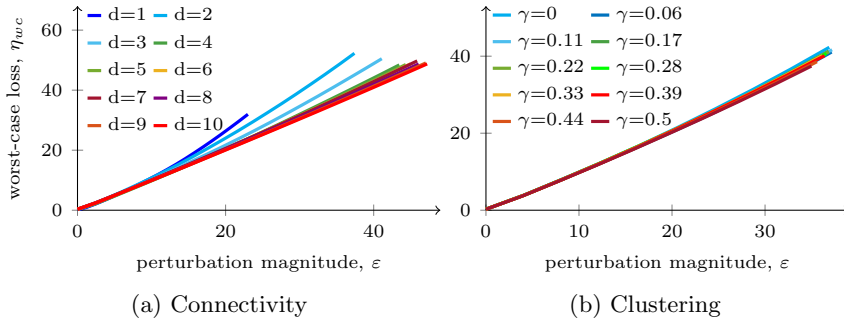 worst-case loss, η_wc
60
40
20
0
d=1 d=2
d=3 d=4
d=5 d=6
d=7 d=8
d=9 d=10
0 20 40
perturbation magnitude, ε
(a) Connectivity
60
40
20
0
γ=0 γ=0.06
γ=0.11 γ=0.17
γ=0.22 γ=0.28
γ=0.33 γ=0.39
γ=0.44 γ=0.5
0 10 20 30
perturbation magnitude, ε
(b) Clustering